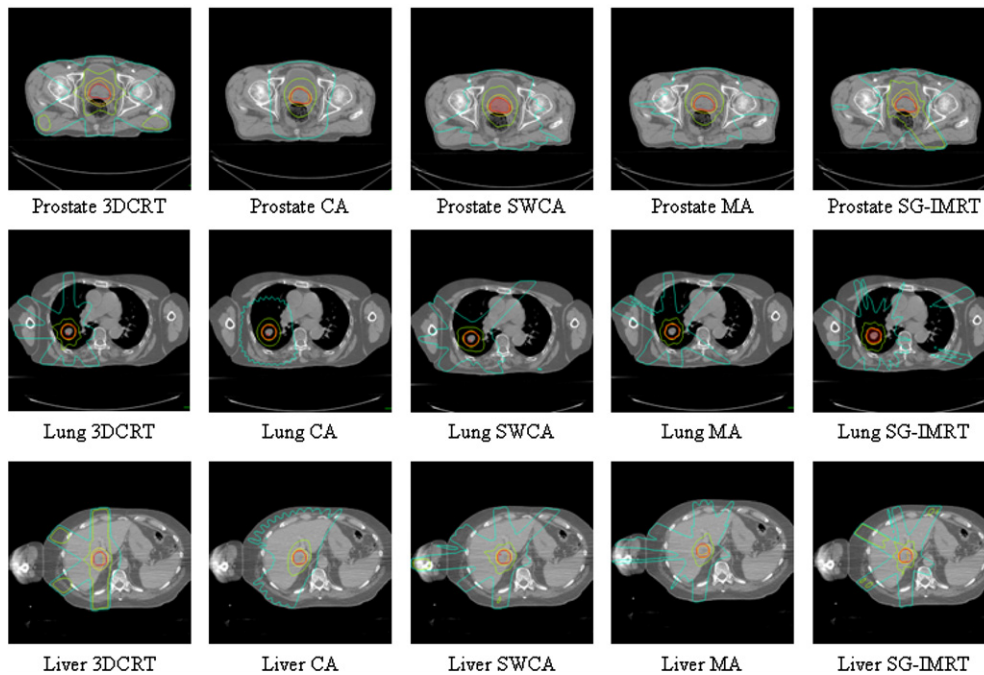 Prostate 3DCRT Prostate CA Prostate SWCA Prostate MA Prostate SG-IMRT
Lung 3DCRT Lung CA Lung SWCA Lung MA Lung SG-IMRT
Liver 3DCRT Liver CA Liver SWCA Liver MA Liver SG-IMRT